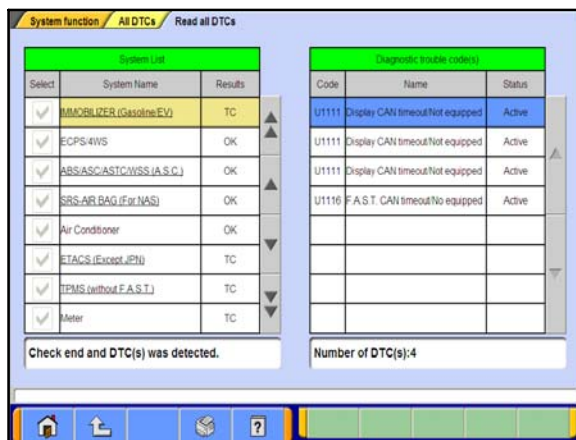 System function All DTCs Read all DTCs
System List
Select System Name Results
IMMOBILIZER (Gasoline/EV) TC
ECPS/4WS OK
ABS/ASC/ASTC/WSS (A.S.C.) OK
SRS-AIR BAG (For NAS) OK
Air Conditioner OK
ETACS (Except JPN) TC
TPMS (without F.A.S.T.) TC
Meter TC
Check end and DTC(s) was detected.
Diagnostic trouble code(s)
Code Name Status
U1111 Display CAN timeout/Not equipped Active
U1111 Display CAN timeout/Not equipped Active
U1111 Display CAN timeout/Not equipped Active
U1116 F.A.S.T. CAN timeout/No equipped Active
Number of DTC(s):4
?